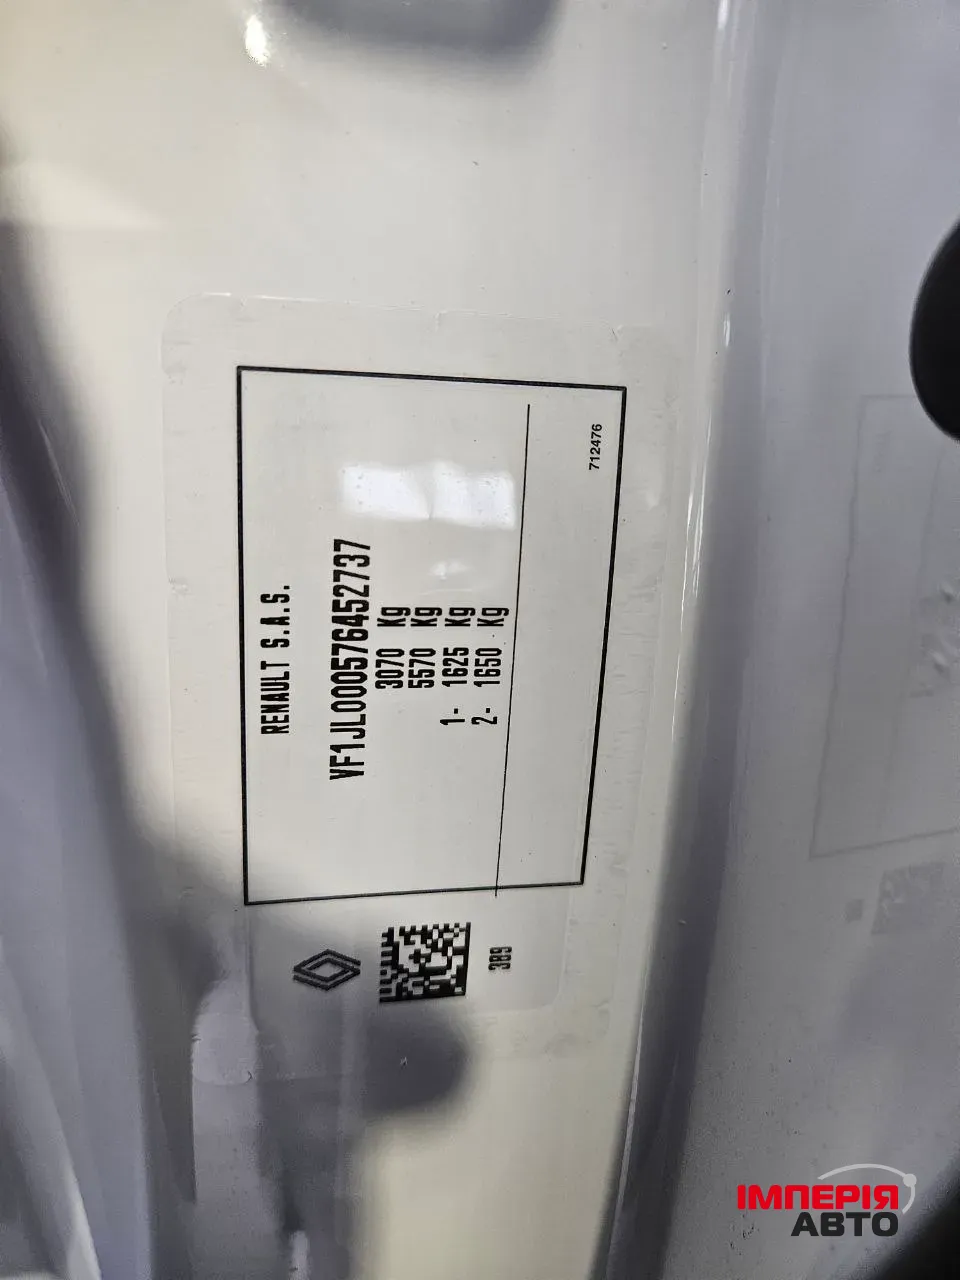 RENAULT S.A.S.
VF1JL000576452737
3070 Kg
5570 Kg
1- 1625 Kg
2- 1650 Kg
712476
389
ІМПЕРІЯ
АВТО